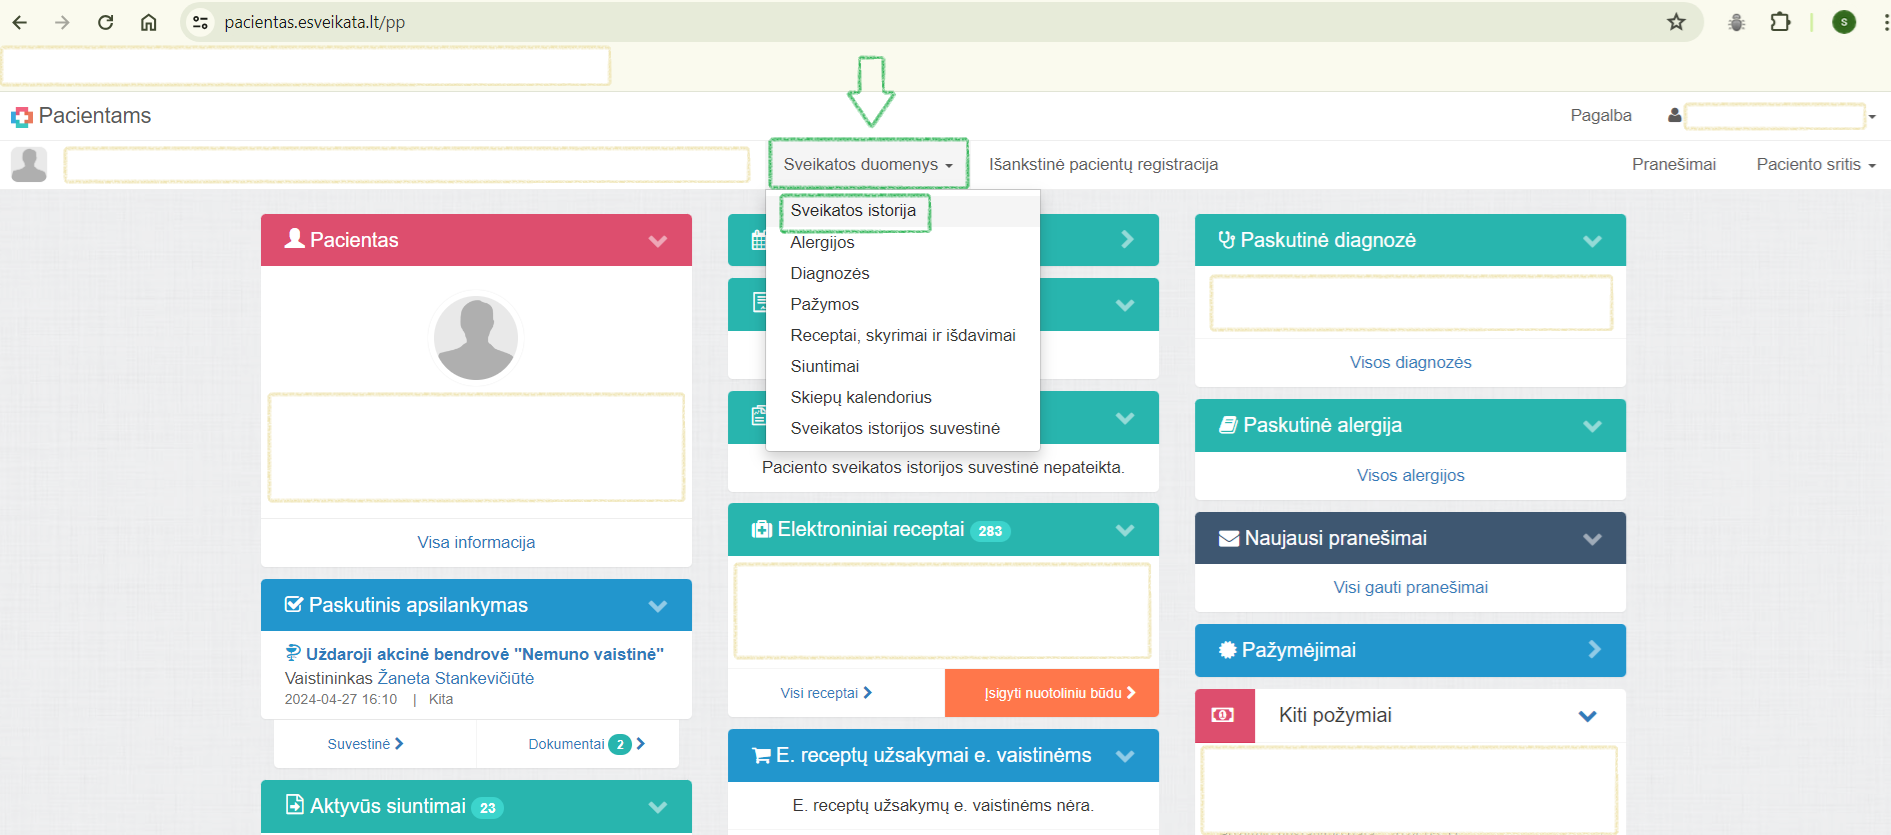 pacientas.esveikata.lt/pp
S
Pacientams
Pagalba
Sveikatos duomenys
Išankstinė pacientų registracija
Pranešimai
Paciento sritis
Sveikatos istorija
Alergijos
Diagnozės
Pažymos
Receptai, skyrimai ir išdavimai
Siuntimai
Skiepų kalendorius
Sveikatos istorijos suvestinė
Pacientas
Visa informacija
Paskutinis apsilankymas
Uždaroji akcinė bendrovė "Nemuno vaistinė"
Vaistininkas Žaneta Stankevičiūtė
2024-04-27 16:10 | Kita
Suvestinė
Dokumentai 2
Aktyvūs siuntimai 23
Paciento sveikatos istorijos suvestinė nepateikta.
Elektroniniai receptai 283
Visi receptai
Įsigyti nuotoliniu būdu
E. receptų užsakymai e. vaistinėms
E. receptų užsakymų e. vaistinėms nėra.
Paskutinė diagnozė
Visos diagnozės
Paskutinė alergija
Visos alergijos
Naujausi pranešimai
Visi gauti pranešimai
Pažymėjimai
Kiti požymiai